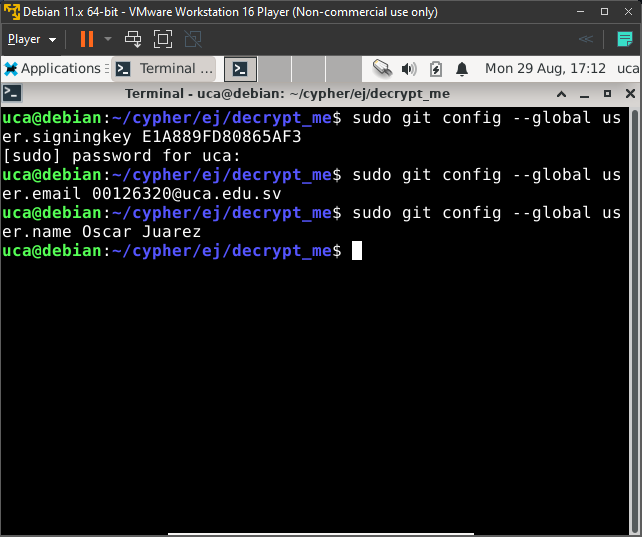 Debian 11.x 64-bit - VMware Workstation 16 Player (Non-commercial use only)
Player
Applications Terminal ... Mon 29 Aug, 17:12 uca
Terminal - uca@debian: ~/cypher/ej/decrypt_me
uca@debian:~/cypher/ej/decrypt_me$ sudo git config --global us
er.signingkey E1A889FD80865AF3
[sudo] password for uca:
uca@debian:~/cypher/ej/decrypt_me$ sudo git config --global us
er.email 00126320@uca.edu.sv
uca@debian:~/cypher/ej/decrypt_me$ sudo git config --global us
er.name Oscar Juarez
uca@debian:~/cypher/ej/decrypt_me$